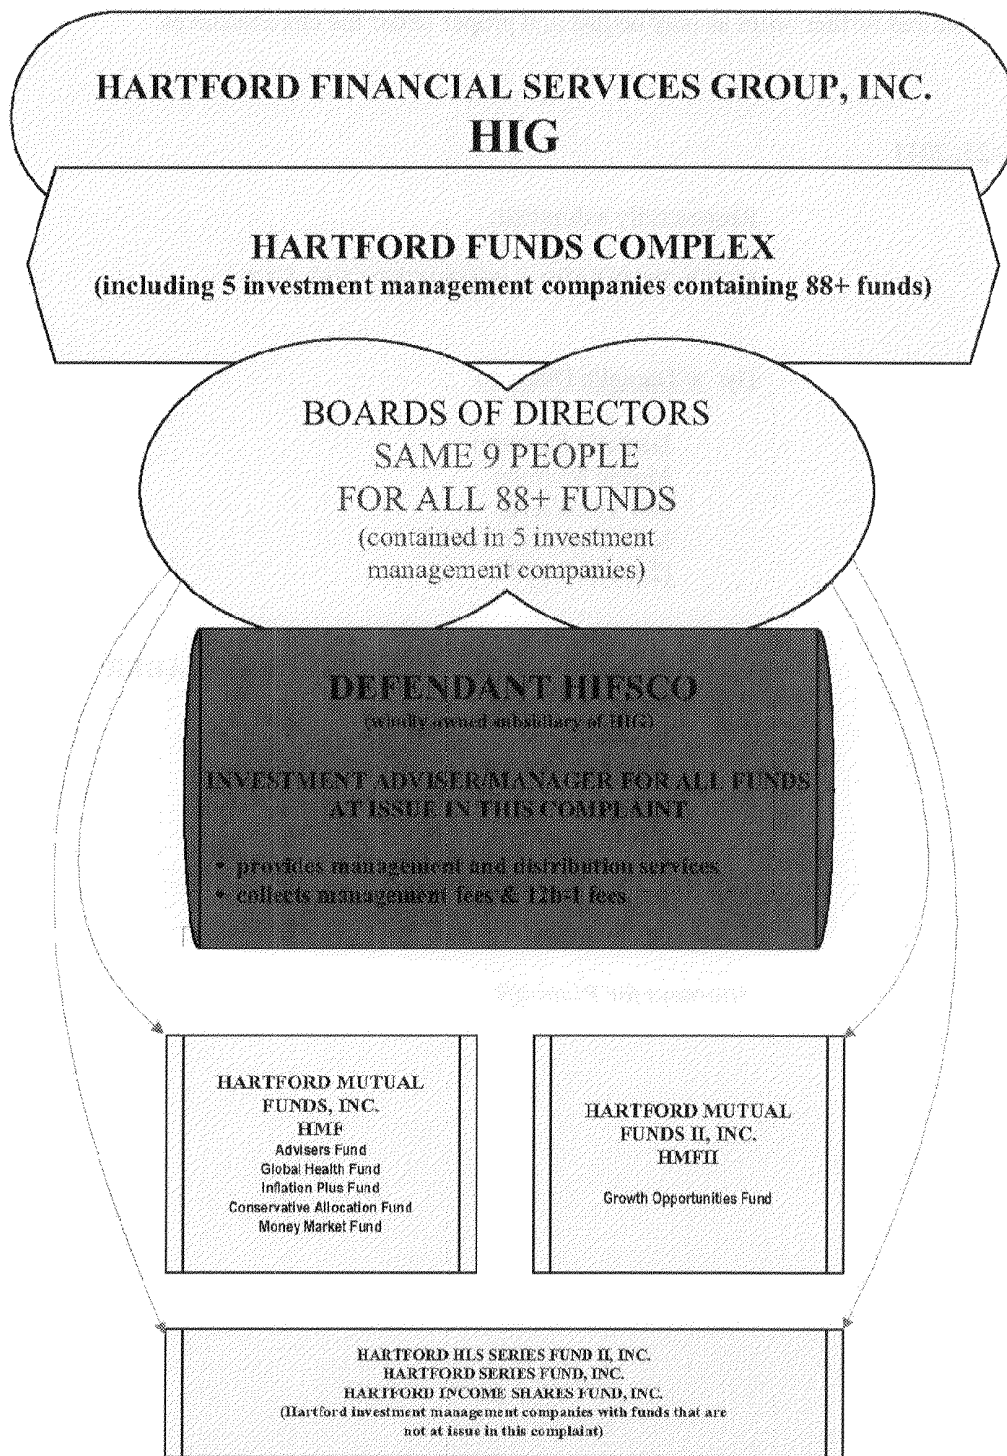 HARTFORD FINANCIAL SERVICES GROUP, INC.
HIG
HARTFORD FUNDS COMPLEX
(including 5 investment management companies containing 88+ funds)
BOARDS OF DIRECTORS
SAME 9 PEOPLE
FOR ALL 88+ FUNDS
(contained in 5 investment
management companies)
DEFENDANT HIFSCO
(wholly owned subsidiary of HIG)
INVESTMENT ADVISER/MANAGER FOR ALL FUNDS
AT ISSUE IN THIS COMPLAINT
• provides management and distribution services
• collects management fees & 12b-1 fees
HARTFORD MUTUAL
FUNDS, INC.
HMF
Advisers Fund
Global Health Fund
Inflation Plus Fund
Conservative Allocation Fund
Money Market Fund
HARTFORD MUTUAL
FUNDS II, INC.
HMFII
Growth Opportunities Fund
HARTFORD HLS SERIES FUND II, INC.
HARTFORD SERIES FUND, INC.
HARTFORD INCOME SHARES FUND, INC.
(Hartford investment management companies with funds that are
not at issue in this complaint)